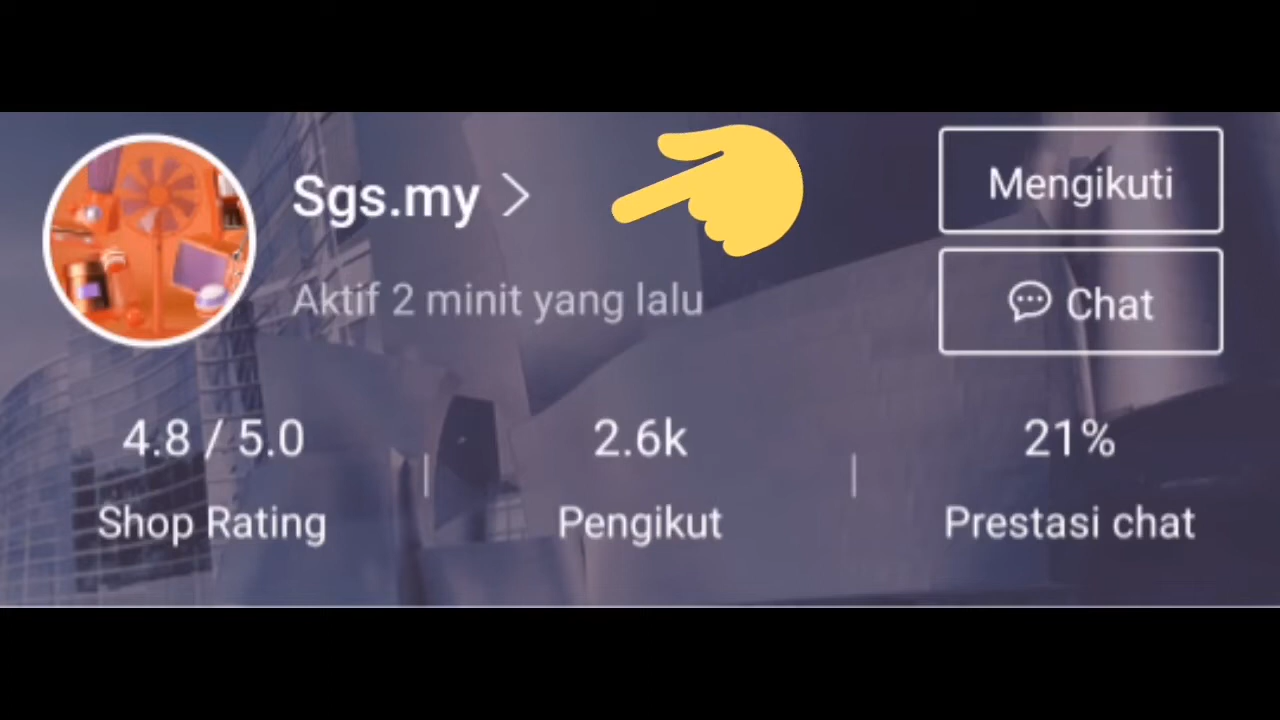 Sgs.my
Mengikuti
Aktif 2 minit yang lalu
Chat
4.8 / 5.0
2.6k
21%
Shop Rating
Pengikut
Prestasi chat